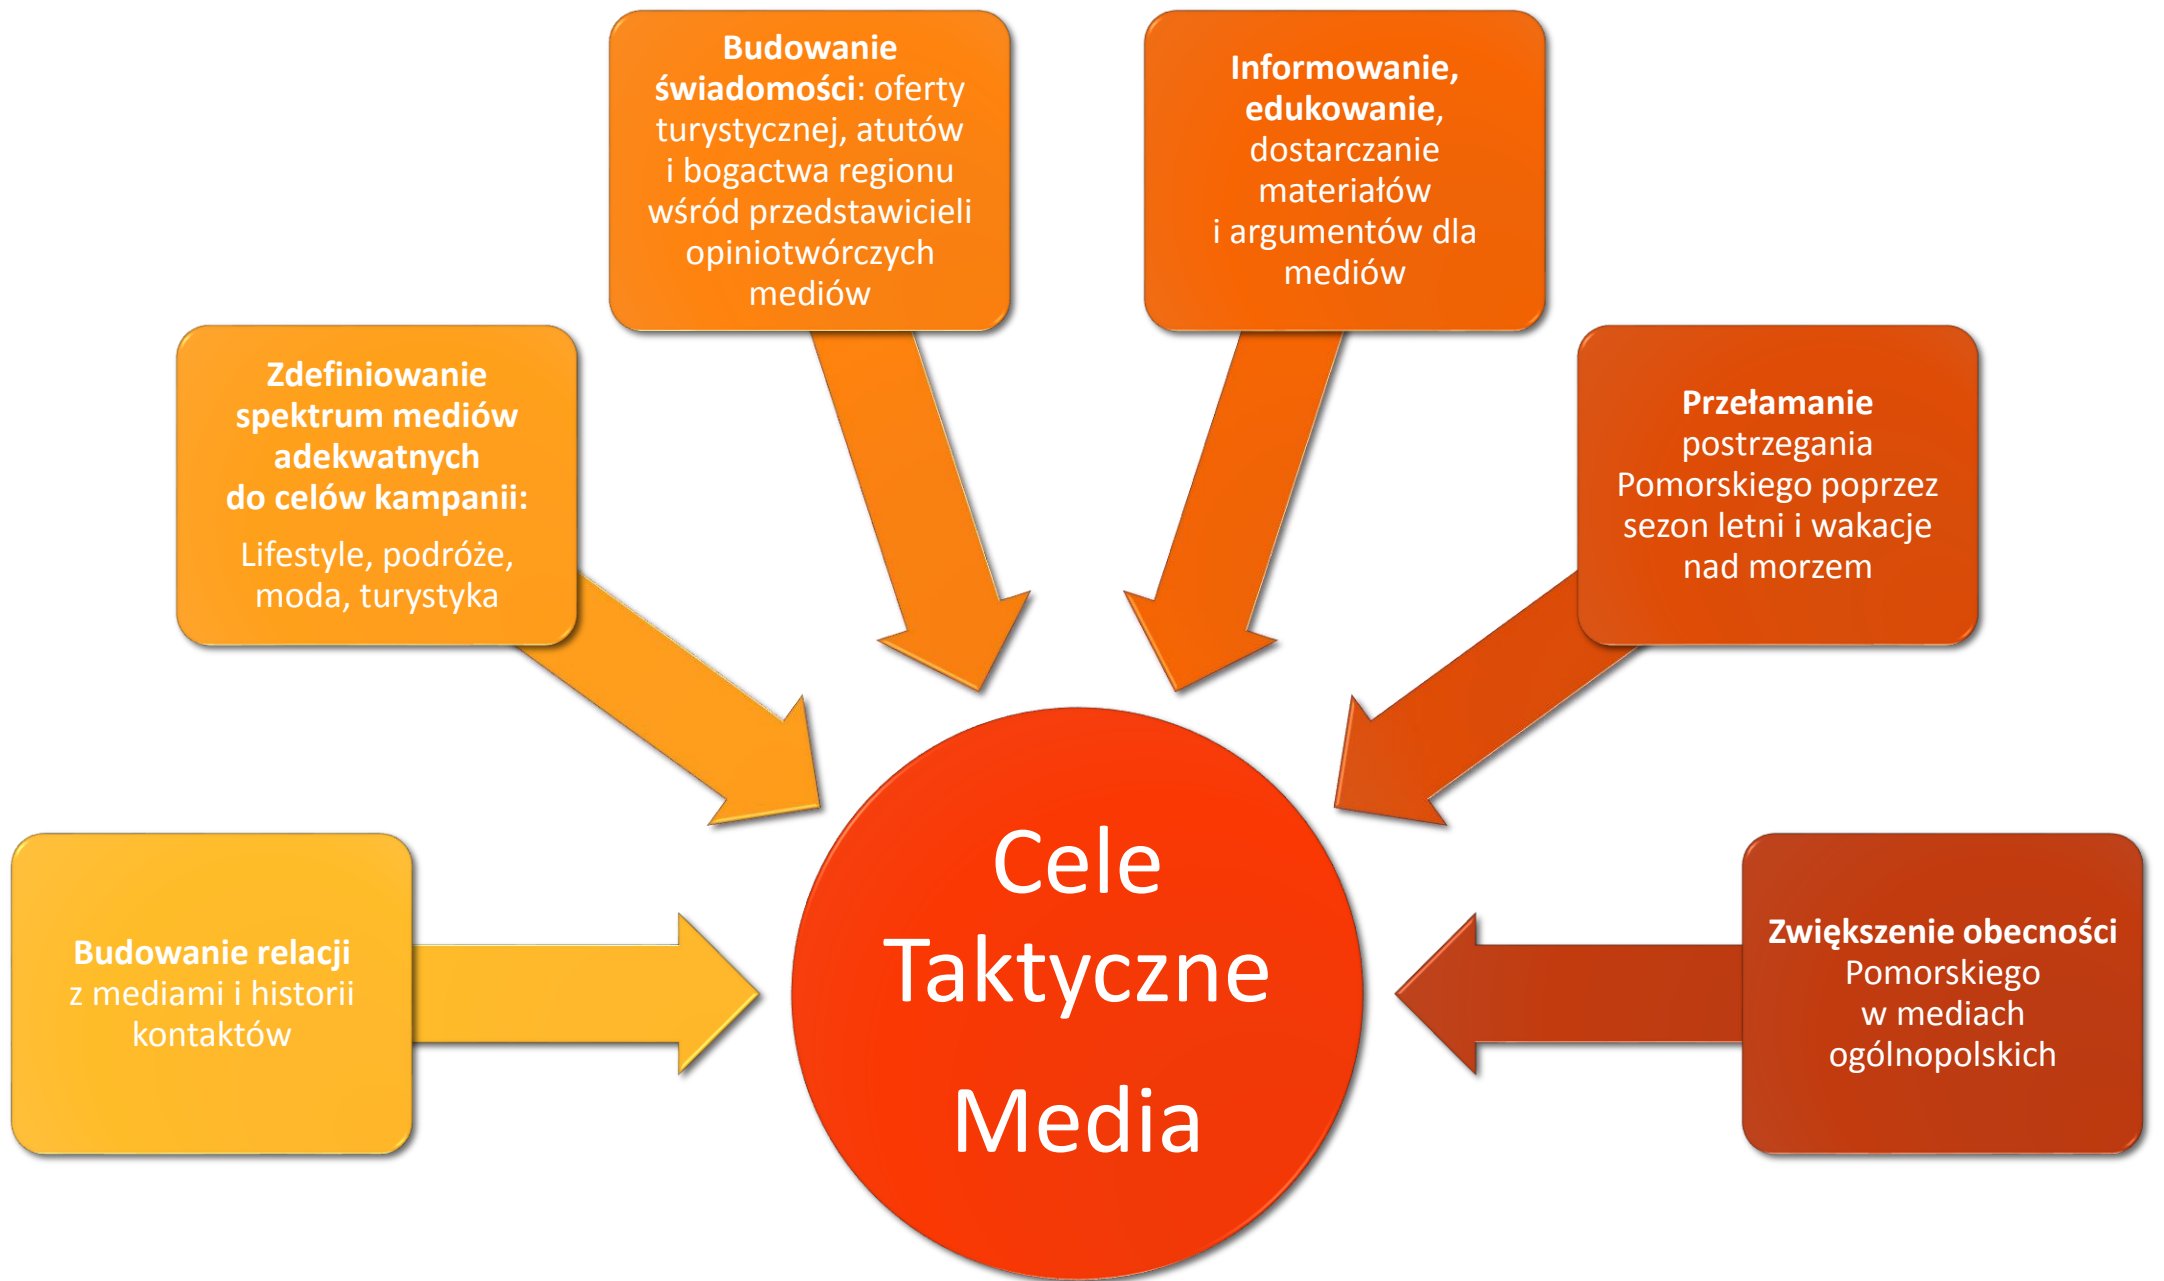 Budowanie
świadomości: oferty
turystycznej, atutów
i bogactwa regionu
wśród przedstawicieli
opiniotwórczych
mediów
Informowanie,
edukowanie,
dostarczanie
materiałów
i argumentów dla
mediów
Zdefiniowanie
spektrum mediów
adekwatnych
do celów kampanii:
Lifestyle, podróże,
moda, turystyka
Przełamanie
postrzegania
Pomorskiego poprzez
sezon letni i wakacje
nad morzem
Budowanie relacji
z mediami i historii
kontaktów
Cele
Taktyczne
Media
Zwiększenie obecności
Pomorskiego
w mediach
ogólnopolskich